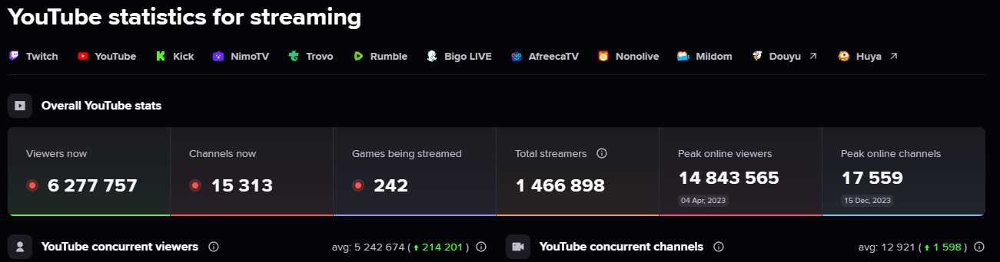 YouTube statistics for streaming
Twitch YouTube Kick NimoTV Trovo Rumble Bigo LIVE AfreecaTV Nonolive Mildom Douyu Huya
Overall YouTube stats
Viewers now
6 277 757
Channels now
15 313
Games being streamed
242
Total streamers
1 466 898
Peak online viewers
14 843 565
04 Apr, 2023
Peak online channels
17 559
15 Dec, 2023
YouTube concurrent viewers
avg: 5 242 674 ( ↑ 214 201 )
YouTube concurrent channels
avg: 12 921 ( ↑ 1 598 )